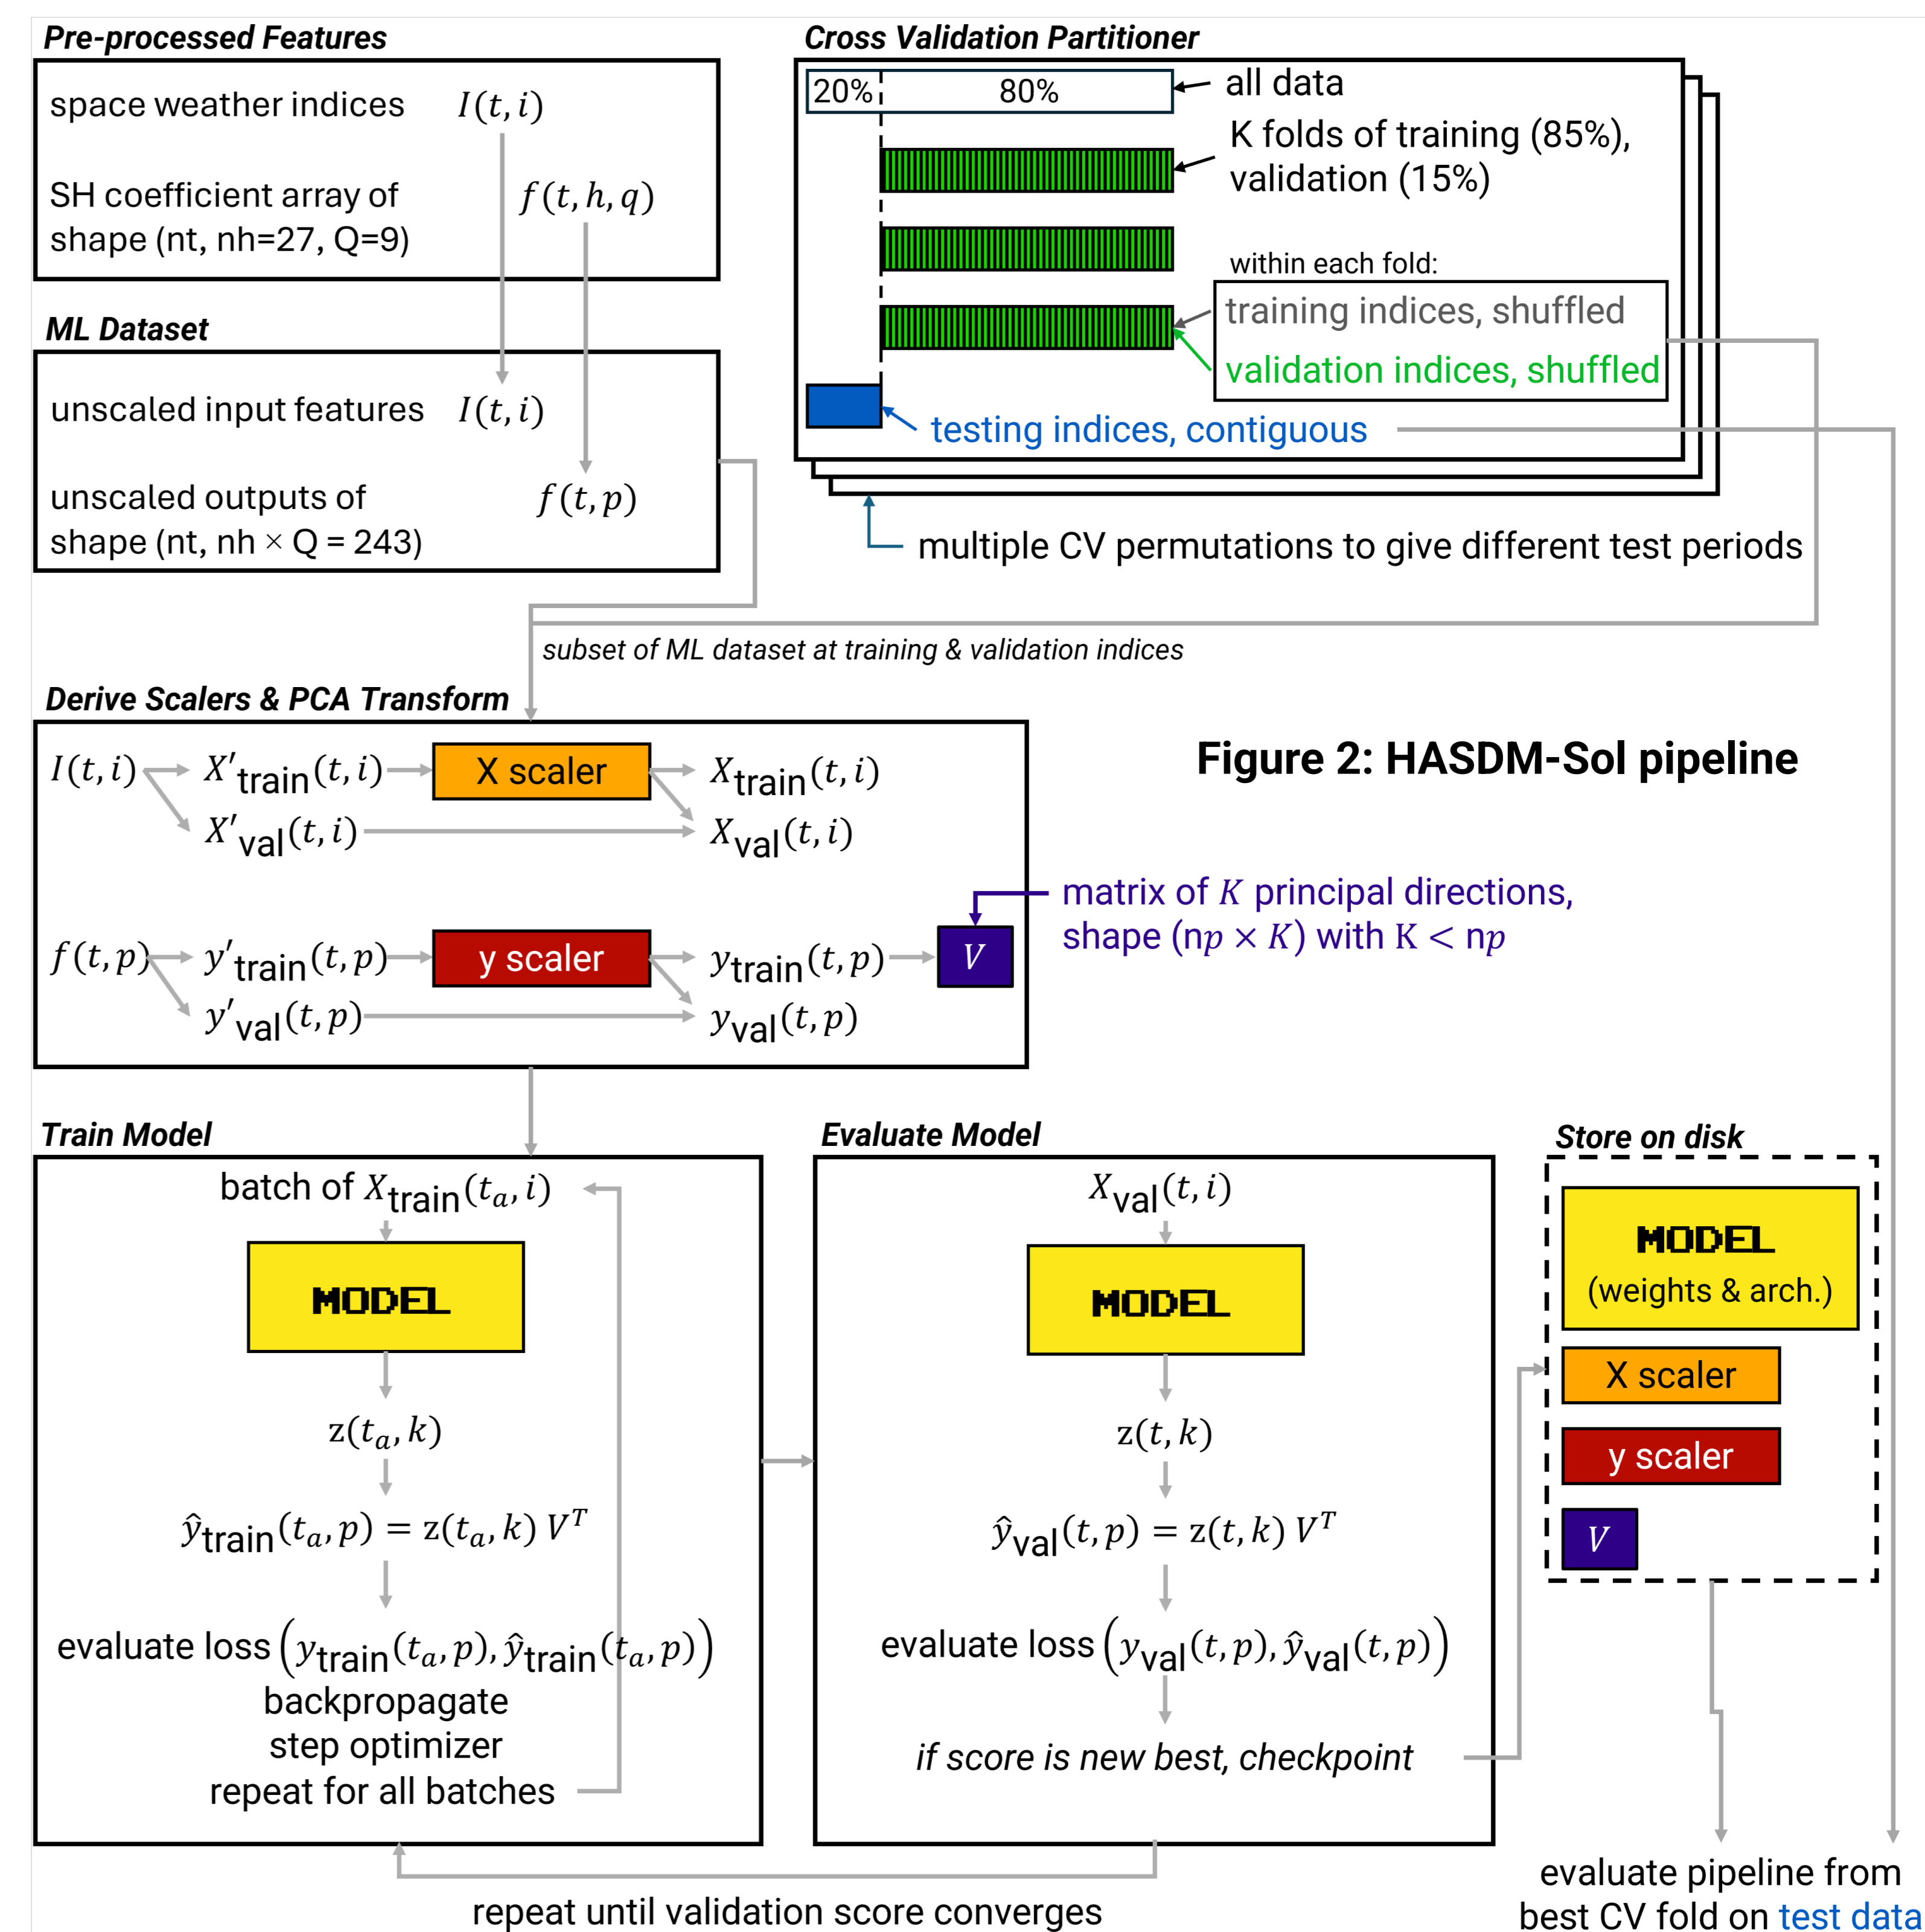 Pre-processed Features
space weather indices I(t, i)
SH coefficient array of f(t, h, q)
shape (nt, nh=27, Q=9)
ML Dataset
unscaled input features I(t, i)
unscaled outputs of f(t, p)
shape (nt, nh × Q = 243)
Cross Validation Partitioner
20% 80%
all data
K folds of training (85%),
validation (15%)
within each fold:
training indices, shuffled
validation indices, shuffled
testing indices, contiguous
multiple CV permutations to give different test periods
subset of ML dataset at training & validation indices
Derive Scalers & PCA Transform
I(t, i) X′train(t, i) X scaler Xtrain(t, i)
X′val(t, i) Xval(t, i)
f(t, p) y′train(t, p) y scaler ytrain(t, p) V
y′val(t, p) yval(t, p)
Figure 2: HASDM-Sol pipeline
matrix of K principal directions,
shape (np × K) with K < np
Train Model
batch of Xtrain(ta, i)
MODEL
z(ta, k)
ŷtrain(ta, p) = z(ta, k) V^T
evaluate loss (ytrain(ta, p), ŷtrain(ta, p))
backpropagate
step optimizer
repeat for all batches
Evaluate Model
Xval(t, i)
MODEL
z(t, k)
ŷval(t, p) = z(t, k) V^T
evaluate loss (yval(t, p), ŷval(t, p))
if score is new best, checkpoint
repeat until validation score converges
Store on disk
MODEL
(weights & arch.)
X scaler
y scaler
V
evaluate pipeline from
best CV fold on test data